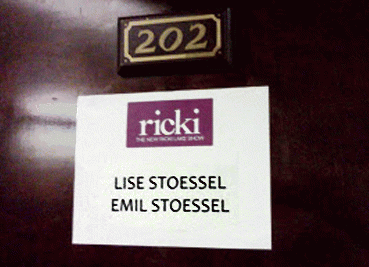 202
ricki
THE NEW RICKI LAKE SHOW
LISE STOESSEL
EMIL STOESSEL